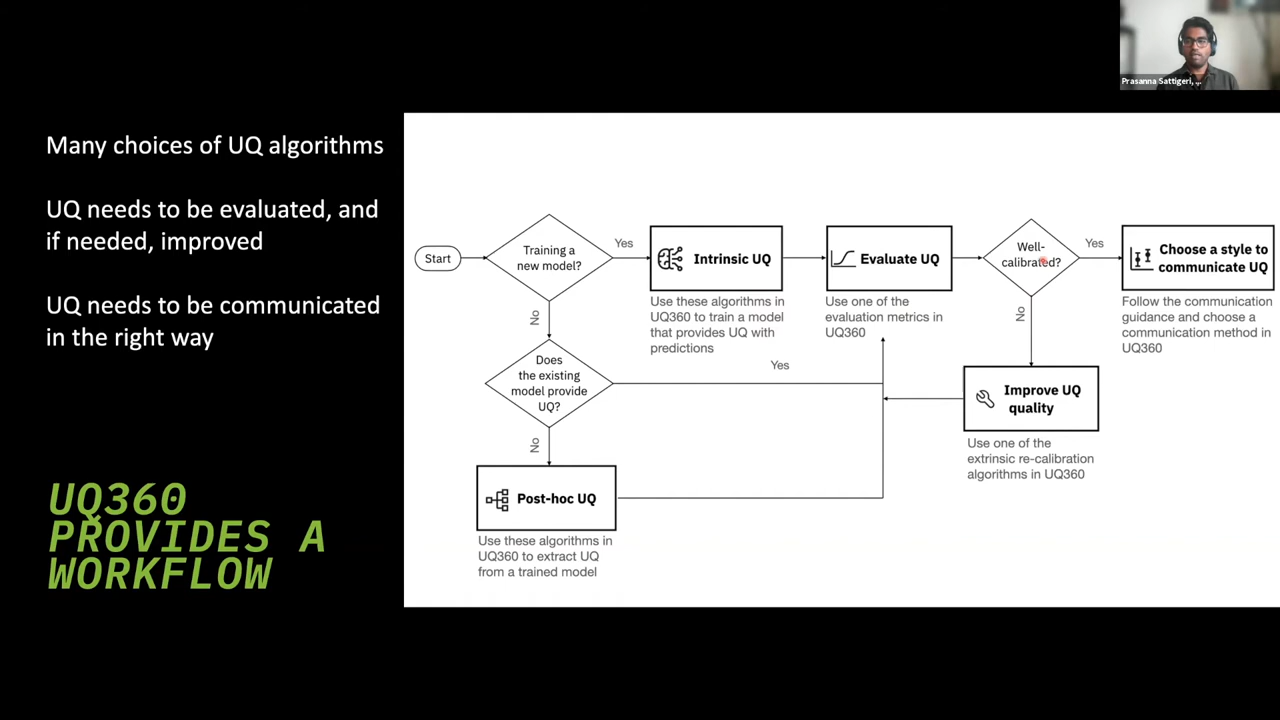 Prasanna Sattigeri,
Many choices of UQ algorithms
UQ needs to be evaluated, and
if needed, improved
UQ needs to be communicated
in the right way
UQ360
PROVIDES A
WORKFLOW
Start
Training a
new model?
Yes
Intrinsic UQ
Use these algorithms in
UQ360 to train a model
that provides UQ with
predictions
Evaluate UQ
Use one of the
evaluation metrics in
UQ360
Well-
calibrated?
Yes
Choose a style to
communicate UQ
Follow the communication
guidance and choose a
communication method in
UQ360
No
No
Does
the existing
model provide
UQ?
Yes
Improve UQ
quality
Use one of the
extrinsic re-calibration
algorithms in UQ360
No
Post-hoc UQ
Use these algorithms in
UQ360 to extract UQ
from a trained model